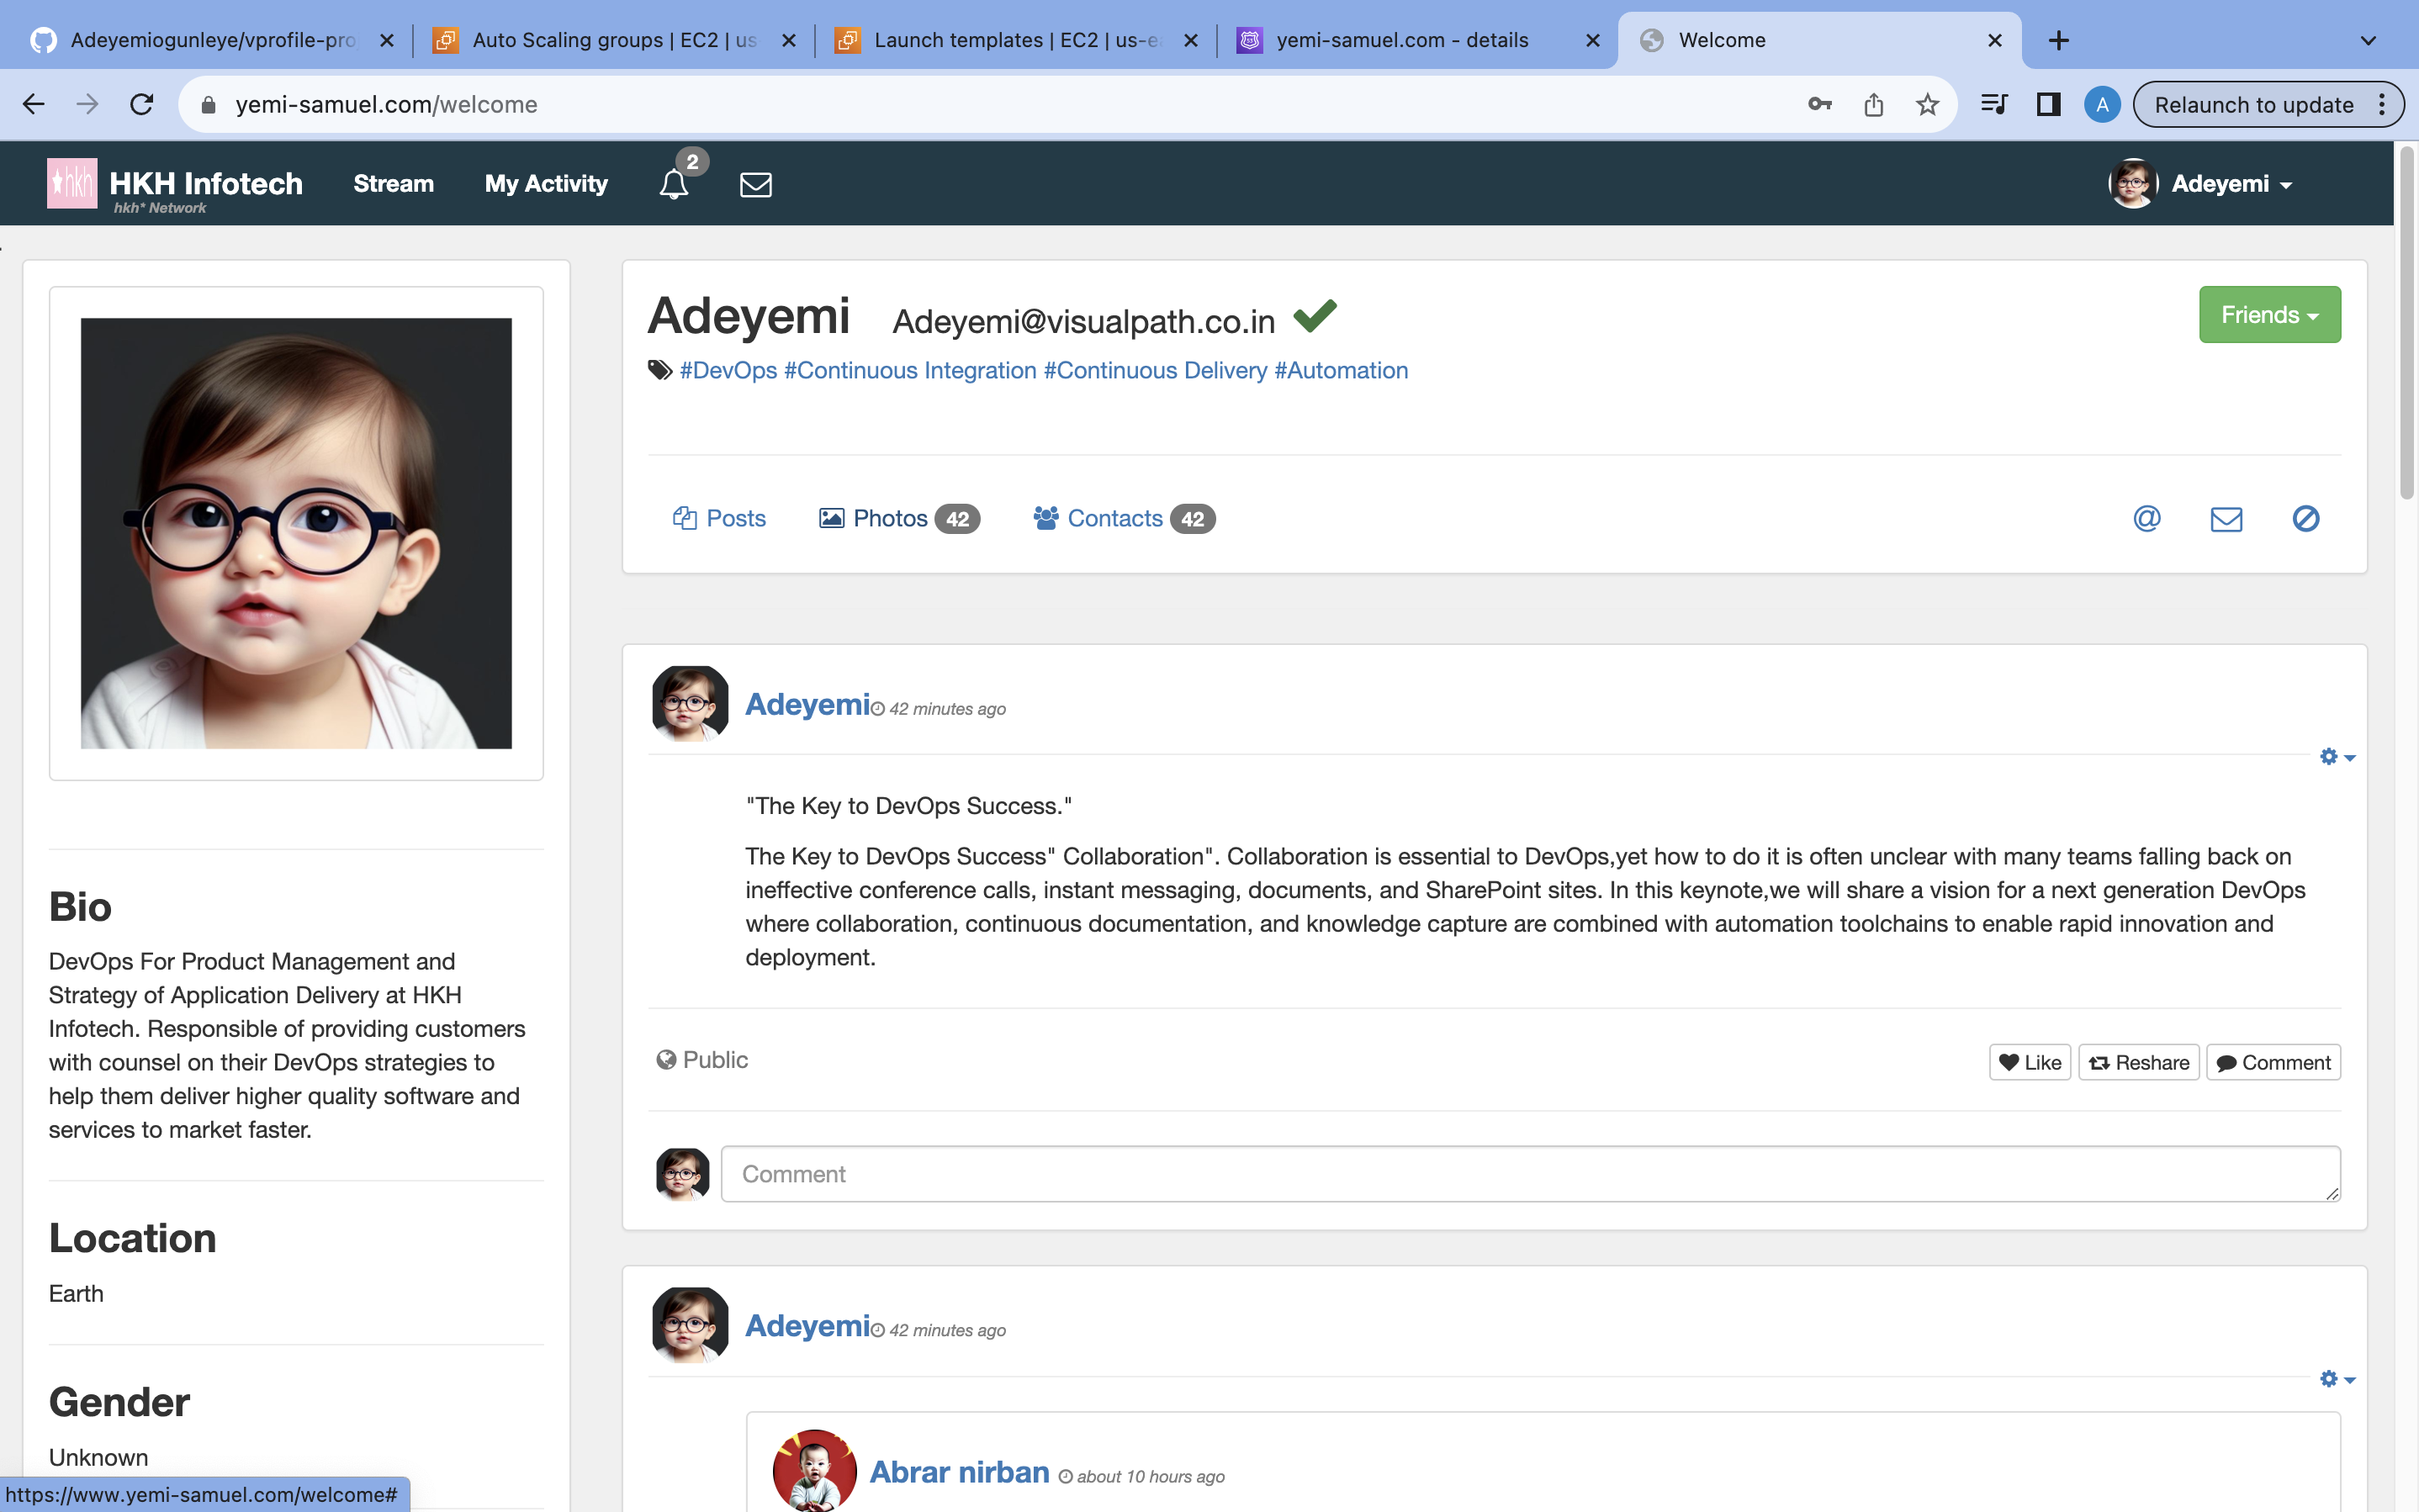 Adeyemiogunleye/vprofile-pro
Auto Scaling groups | EC2 | us
Launch templates | EC2 | us-ea
yemi-samuel.com - details
Welcome
yemi-samuel.com/welcome
A
Relaunch to update
hkh
HKH Infotech
hkh* Network
Stream
My Activity
2
Adeyemi
Adeyemi
Adeyemi@visualpath.co.in
Friends
#DevOps #Continuous Integration #Continuous Delivery #Automation
Posts
Photos 42
Contacts 42
@
Bio
DevOps For Product Management and
Strategy of Application Delivery at HKH
Infotech. Responsible of providing customers
with counsel on their DevOps strategies to
help them deliver higher quality software and
services to market faster.
Location
Earth
Gender
Unknown
Adeyemi 42 minutes ago
"The Key to DevOps Success."
The Key to DevOps Success" Collaboration". Collaboration is essential to DevOps,yet how to do it is often unclear with many teams falling back on
ineffective conference calls, instant messaging, documents, and SharePoint sites. In this keynote,we will share a vision for a next generation DevOps
where collaboration, continuous documentation, and knowledge capture are combined with automation toolchains to enable rapid innovation and
deployment.
Public
Like
Reshare
Comment
Comment
Adeyemi 42 minutes ago
Abrar nirban about 10 hours ago
https://www.yemi-samuel.com/welcome#